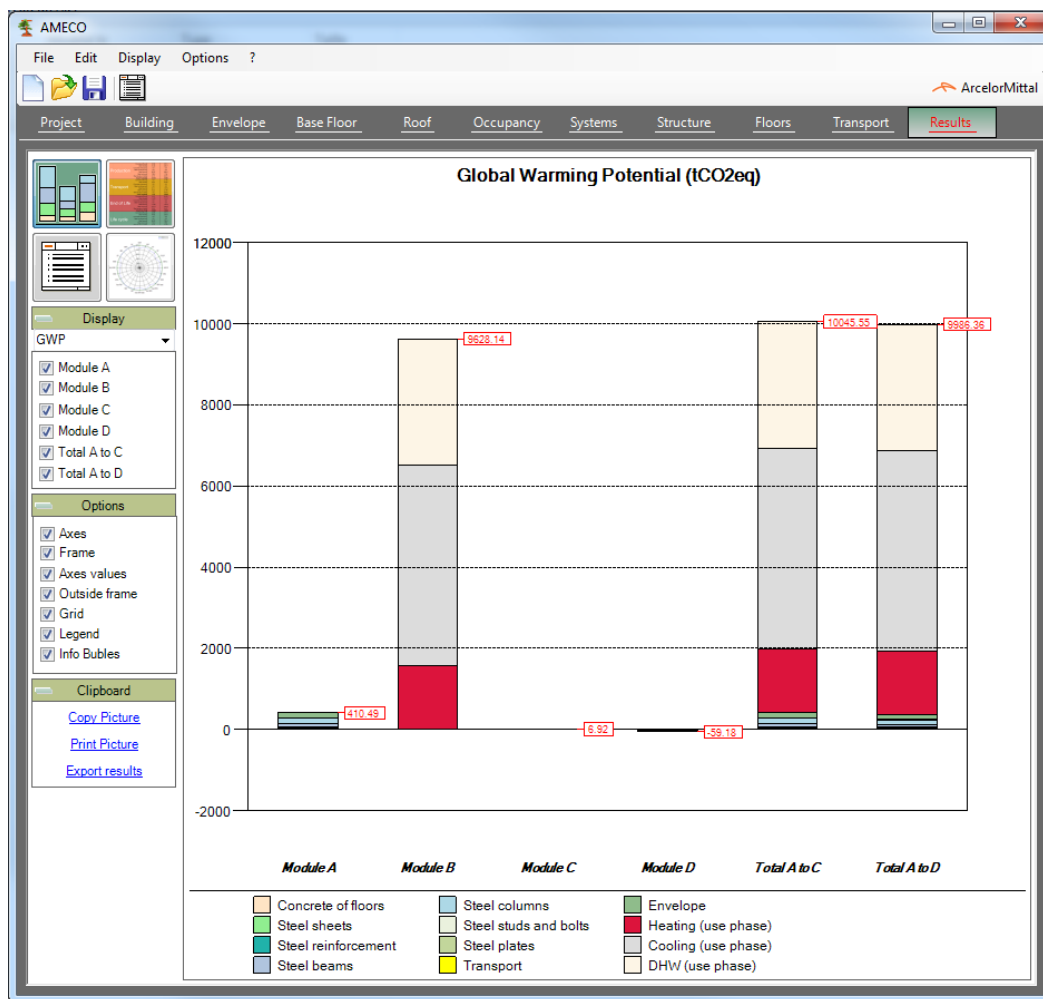 AMECO
File Edit Display Options ?
ArcelorMittal
Project Building Envelope Base Floor Roof Occupancy Systems Structure Floors Transport Results
Global Warming Potential (tCO2eq)
12000
10000
8000
6000
4000
2000
0
-2000
9628.14
10045.55
9986.36
410.49
6.92
-59.18
Module A Module B Module C Module D Total A to C Total A to D
Concrete of floors
Steel sheets
Steel reinforcement
Steel beams
Steel columns
Steel studs and bolts
Steel plates
Transport
Envelope
Heating (use phase)
Cooling (use phase)
DHW (use phase)
Display
GWP
Module A
Module B
Module C
Module D
Total A to C
Total A to D
Options
Axes
Frame
Axes values
Outside frame
Grid
Legend
Info Bubles
Clipboard
Copy Picture
Print Picture
Export results